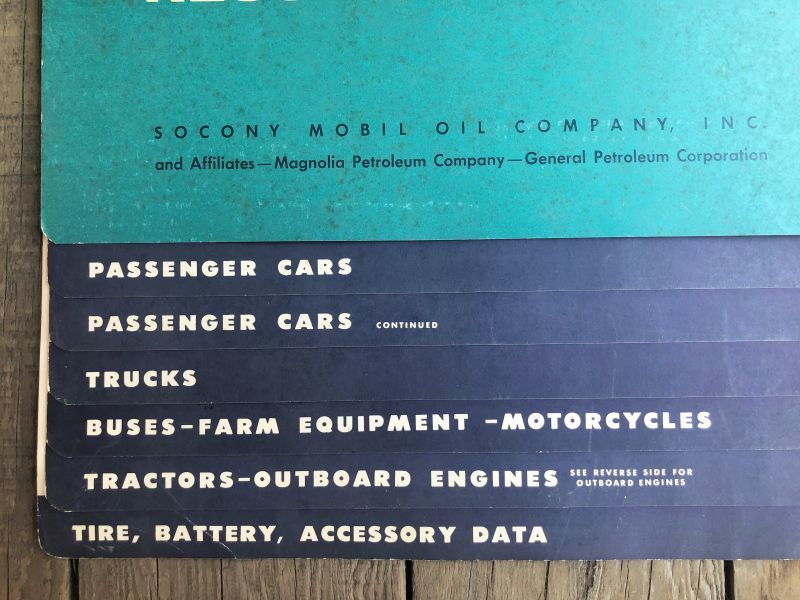 SOCONY MOBIL OIL COMPANY, INC.
and Affiliates—Magnolia Petroleum Company—General Petroleum Corporation
PASSENGER CARS
PASSENGER CARS CONTINUED
TRUCKS
BUSES–FARM EQUIPMENT –MOTORCYCLES
TRACTORS–OUTBOARD ENGINES SEE REVERSE SIDE FOR
OUTBOARD ENGINES
TIRE, BATTERY, ACCESSORY DATA